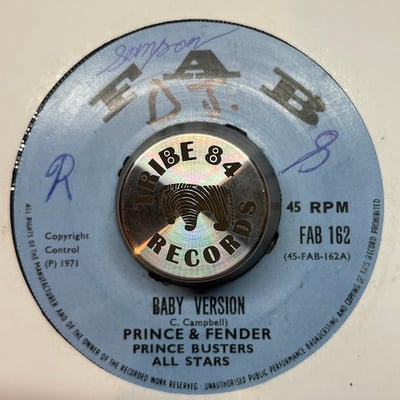 Sampson
FAB
D.J.
R
S
TRIBE 84
RECORDS
45 RPM
FAB 162
(45-FAB-162A)
Copyright
Control
(P) 1971
BABY VERSION
C. Campbell)
PRINCE & FENDER
PRINCE BUSTERS
ALL STARS
ALL RIGHTS OF THE MANUFACTURER AND OF THE OWNER OF THE RECORDED WORK RESERVED · UNAUTHORISED PUBLIC PERFORMANCE BROADCASTING AND COPYING OF THIS RECORD PROHIBITED